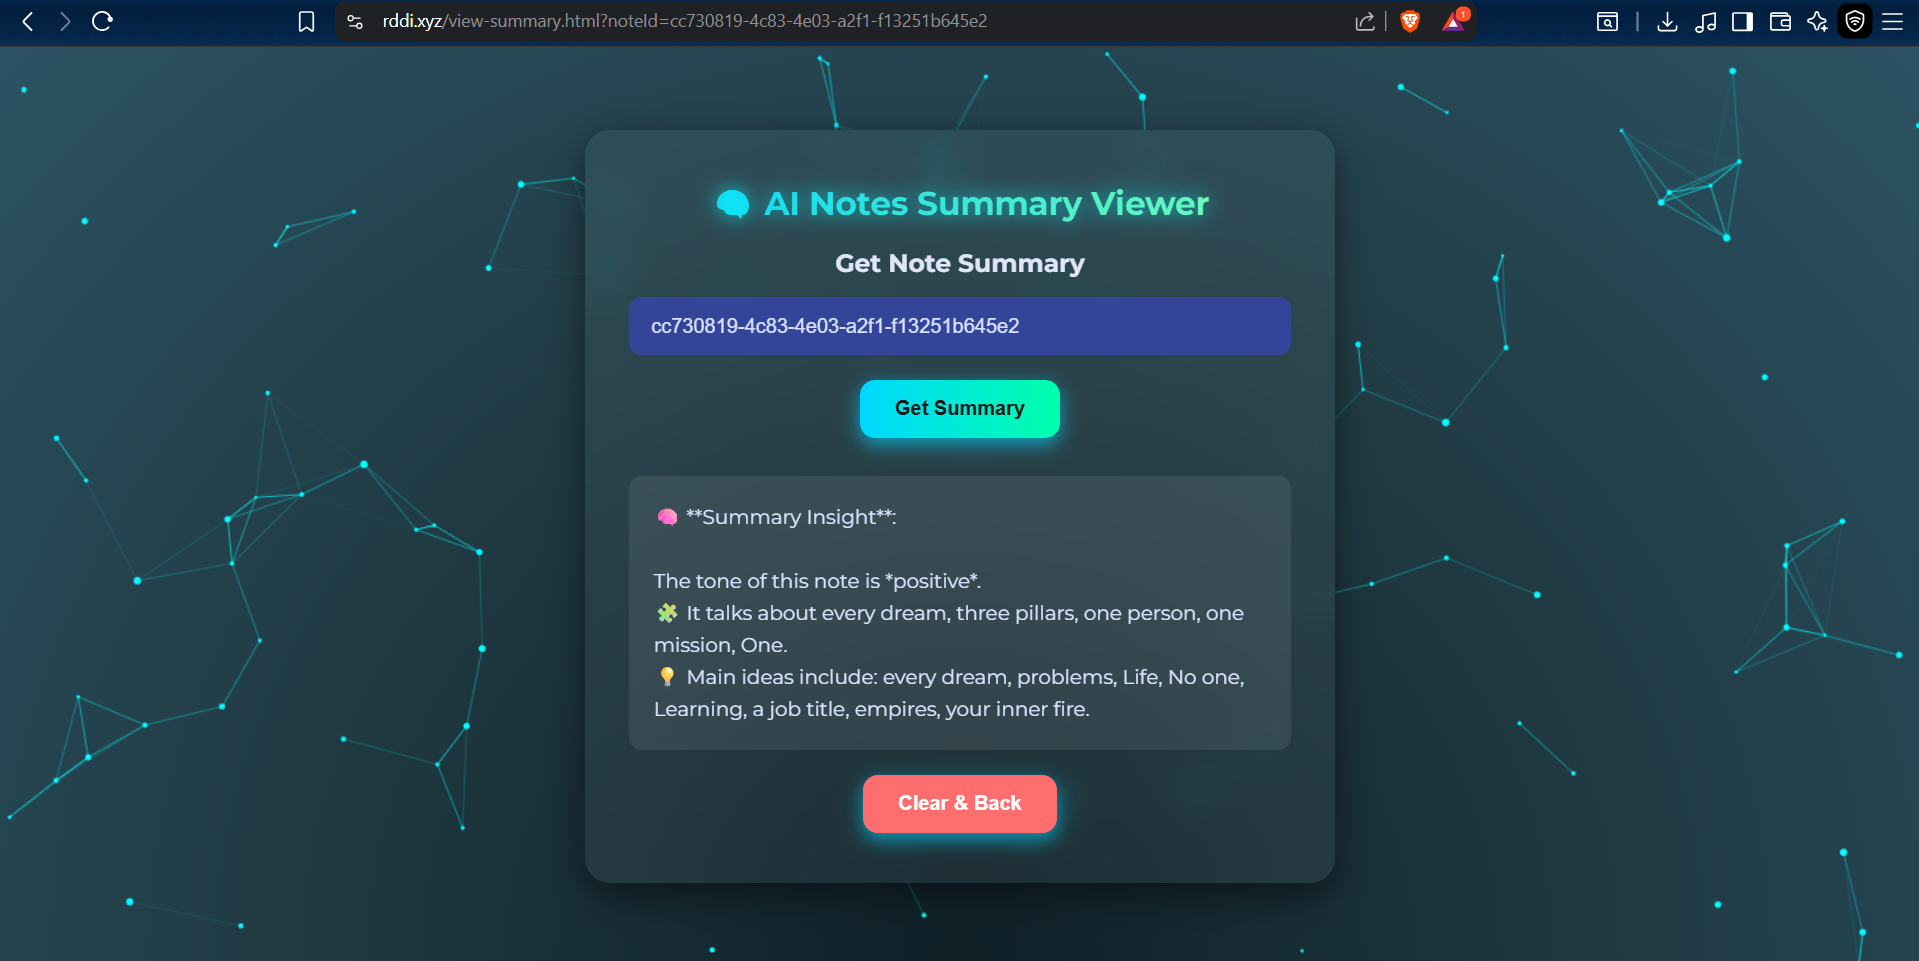 rddi.xyz/view-summary.html?noteId=cc730819-4c83-4e03-a2f1-f13251b645e2
1
AI Notes Summary Viewer
Get Note Summary
cc730819-4c83-4e03-a2f1-f13251b645e2
Get Summary
🧠 **Summary Insight**:
The tone of this note is *positive*.
🧩 It talks about every dream, three pillars, one person, one
mission, One.
💡 Main ideas include: every dream, problems, Life, No one,
Learning, a job title, empires, your inner fire.
Clear & Back